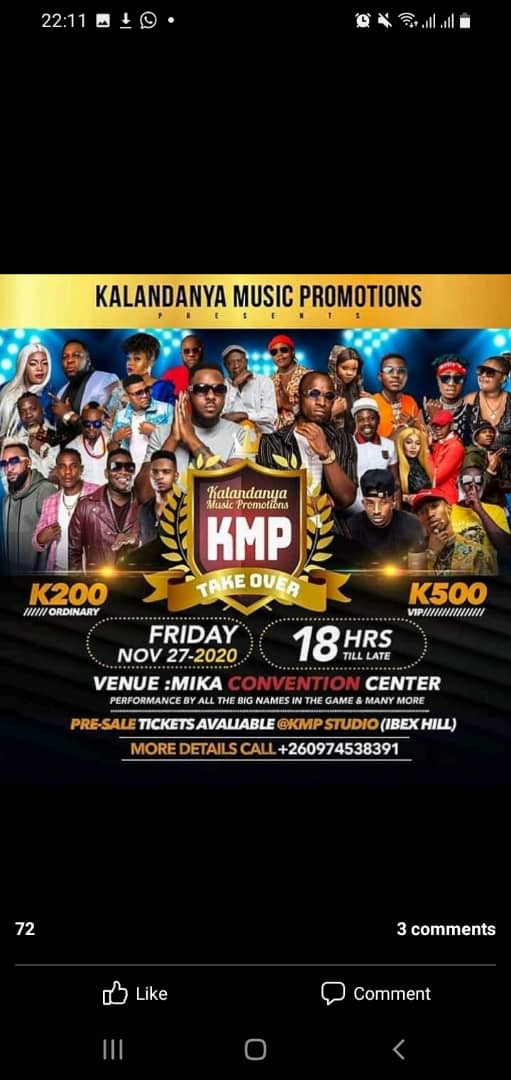 22:11
KALANDANYA MUSIC PROMOTIONS
PRESENTS
Kalandanya
Music Promotions
KMP
TAKE OVER
K200
////// ORDINARY
K500
VIP///////////////
FRIDAY
NOV 27-2020
18 HRS
TILL LATE
VENUE :MIKA CONVENTION CENTER
PERFORMANCE BY ALL THE BIG NAMES IN THE GAME & MANY MORE
PRE-SALE TICKETS AVALIABLE @KMP STUDIO (IBEX HILL)
MORE DETAILS CALL +260974538391
72
3 comments
Like
Comment